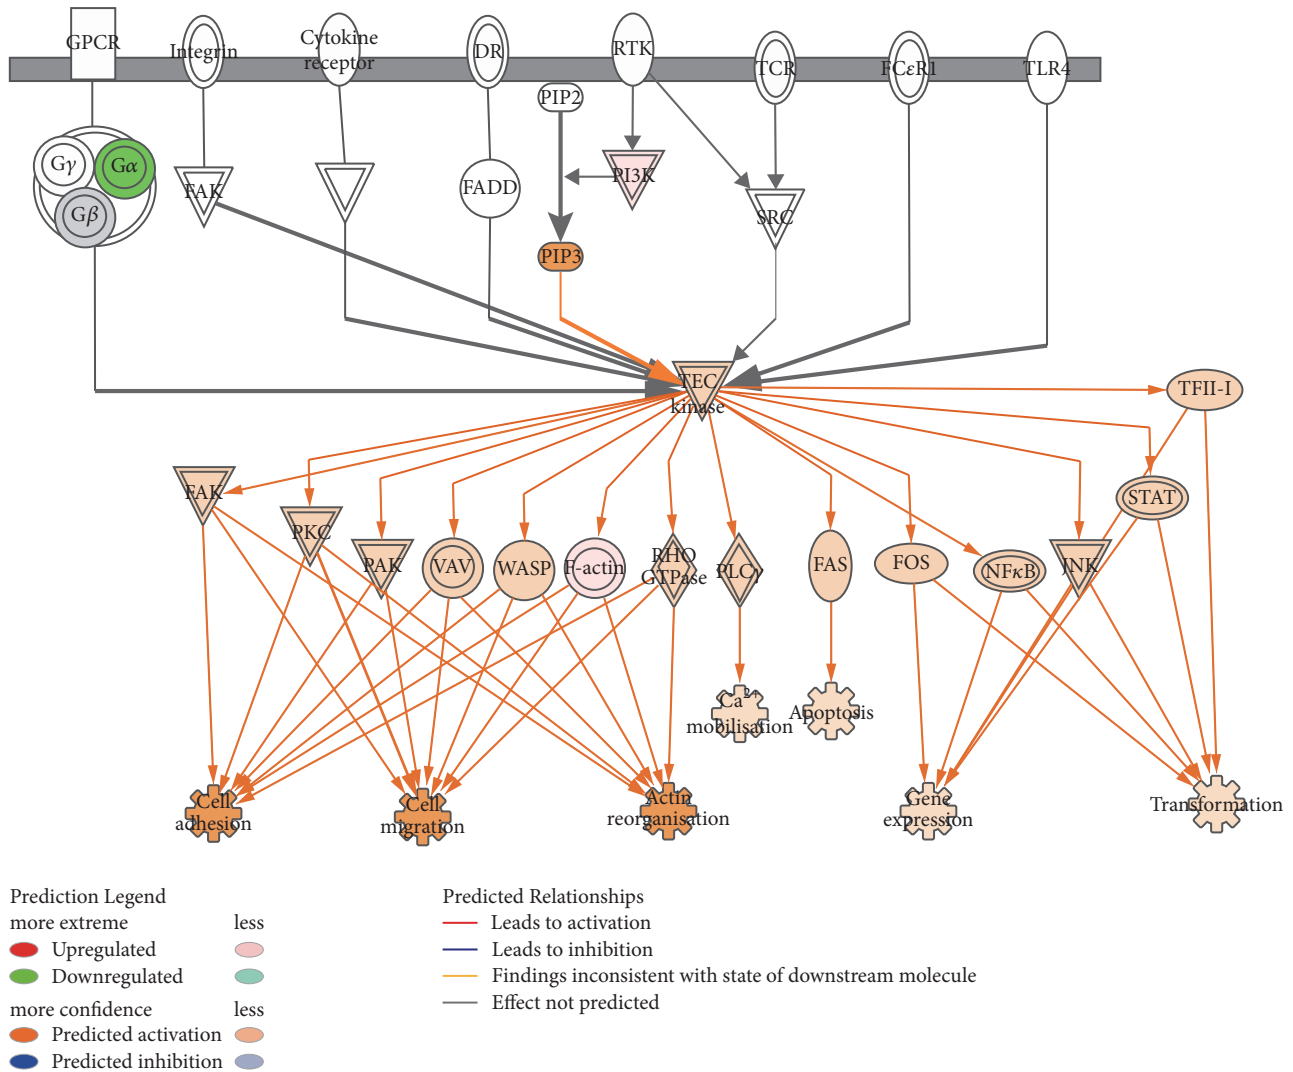 GPCR
Integrin
Cytokine
receptor
DR
RTK
TCR
FCεR1
TLR4
PIP2
Gγ
Gα
Gβ
FAK
FADD
PI3K
SRC
PIP3
TEC
kinase
TFII-I
FAK
PKC
PAK
VAV
WASP
F-actin
RHO
GTPase
PLCγ
FAS
FOS
NFκB
JNK
STAT
Ca2+
mobilisation
Apoptosis
Cell
adhesion
Cell
migration
Actin
reorganisation
Gene
expression
Transformation
Prediction Legend
more extreme less
Upregulated
Downregulated
more confidence less
Predicted activation
Predicted inhibition
Predicted Relationships
Leads to activation
Leads to inhibition
Findings inconsistent with state of downstream molecule
Effect not predicted